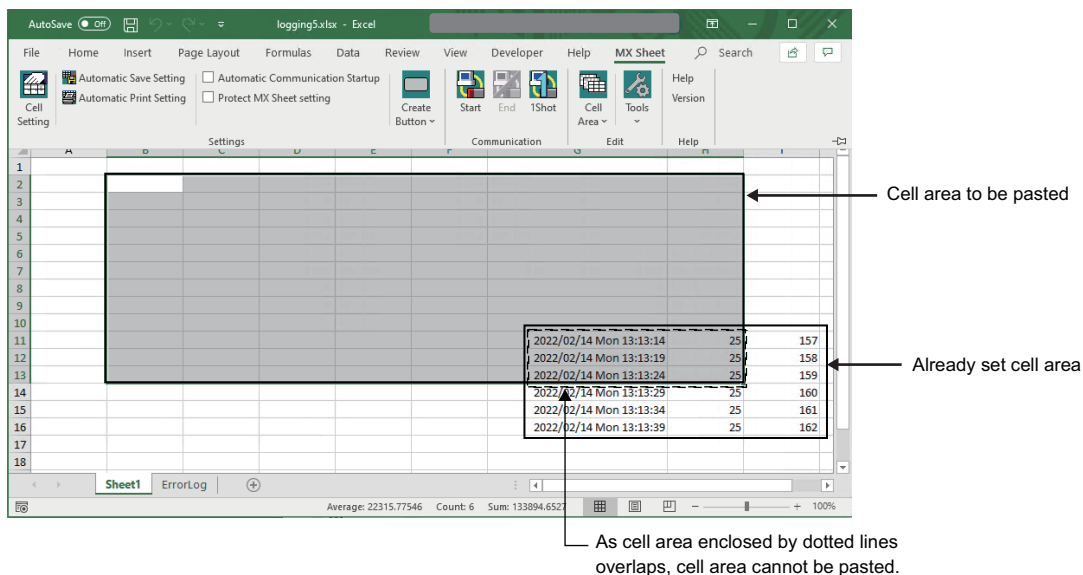 AutoSave Off logging5.xlsx - Excel
File Home Insert Page Layout Formulas Data Review View Developer Help MX Sheet Search
Cell Setting
Automatic Save Setting
Automatic Print Setting
Automatic Communication Startup
Protect MX Sheet setting
Create Button
Start End 1Shot
Cell Area
Tools
Help
Version
Settings Communication Edit Help
A B C D E F G H I
1
2
Cell area to be pasted
3
4
5
6
7
8
9
10
11 2022/02/14 Mon 13:13:14 25 157
12 2022/02/14 Mon 13:13:19 25 158
Already set cell area
13 2022/02/14 Mon 13:13:24 25 159
14 2022/02/14 Mon 13:13:29 25 160
15 2022/02/14 Mon 13:13:34 25 161
16 2022/02/14 Mon 13:13:39 25 162
17
18
Sheet1 ErrorLog
Average: 22315.77546 Count: 6 Sum: 133894.6527 100%
As cell area enclosed by dotted lines
overlaps, cell area cannot be pasted.